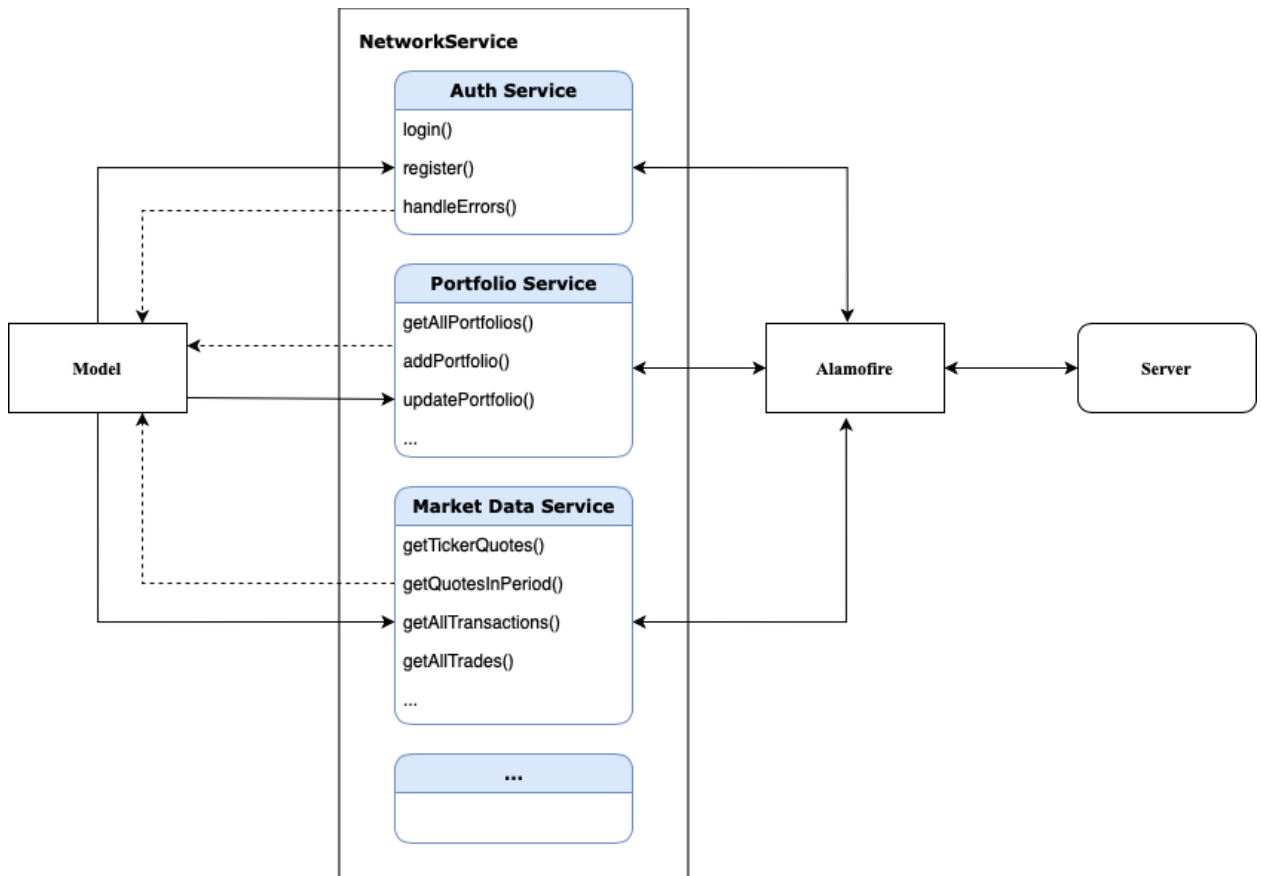 NetworkService
Auth Service
login()
register()
handleErrors()
Portfolio Service
getAllPortfolios()
addPortfolio()
updatePortfolio()
...
Market Data Service
getTickerQuotes()
getQuotesInPeriod()
getAllTransactions()
getAllTrades()
...
...
Model
Alamofire
Server